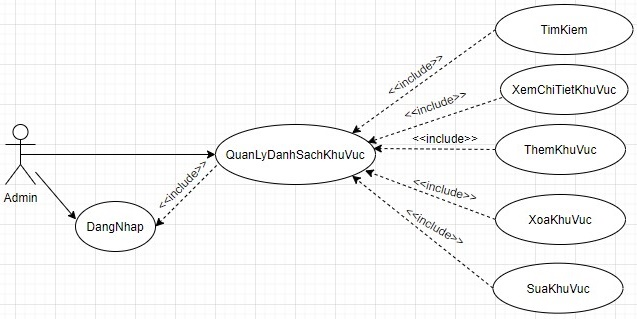 TimKiem
<<include>>
XemChiTietKhuVuc
<<include>>
<<include>>
ThemKhuVuc
QuanLyDanhSachKhuVuc
<<include>>
Admin
<<include>>
XoaKhuVuc
<<include>>
DangNhap
SuaKhuVuc